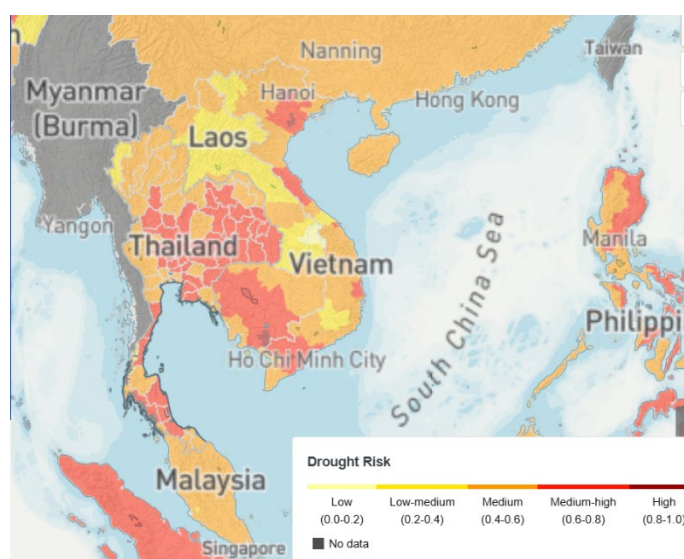 Nanning
Taiwan
Myanmar
(Burma)
Hanoi
Hong Kong
Laos
Yangon
Thailand
Manila
Vietnam
South China Sea
Philippi
Ho Chi Minh City
Malaysia
Singapore
Drought Risk
Low
(0.0-0.2)
Low-medium
(0.2-0.4)
Medium
(0.4-0.6)
Medium-high
(0.6-0.8)
High
(0.8-1.0)
No data